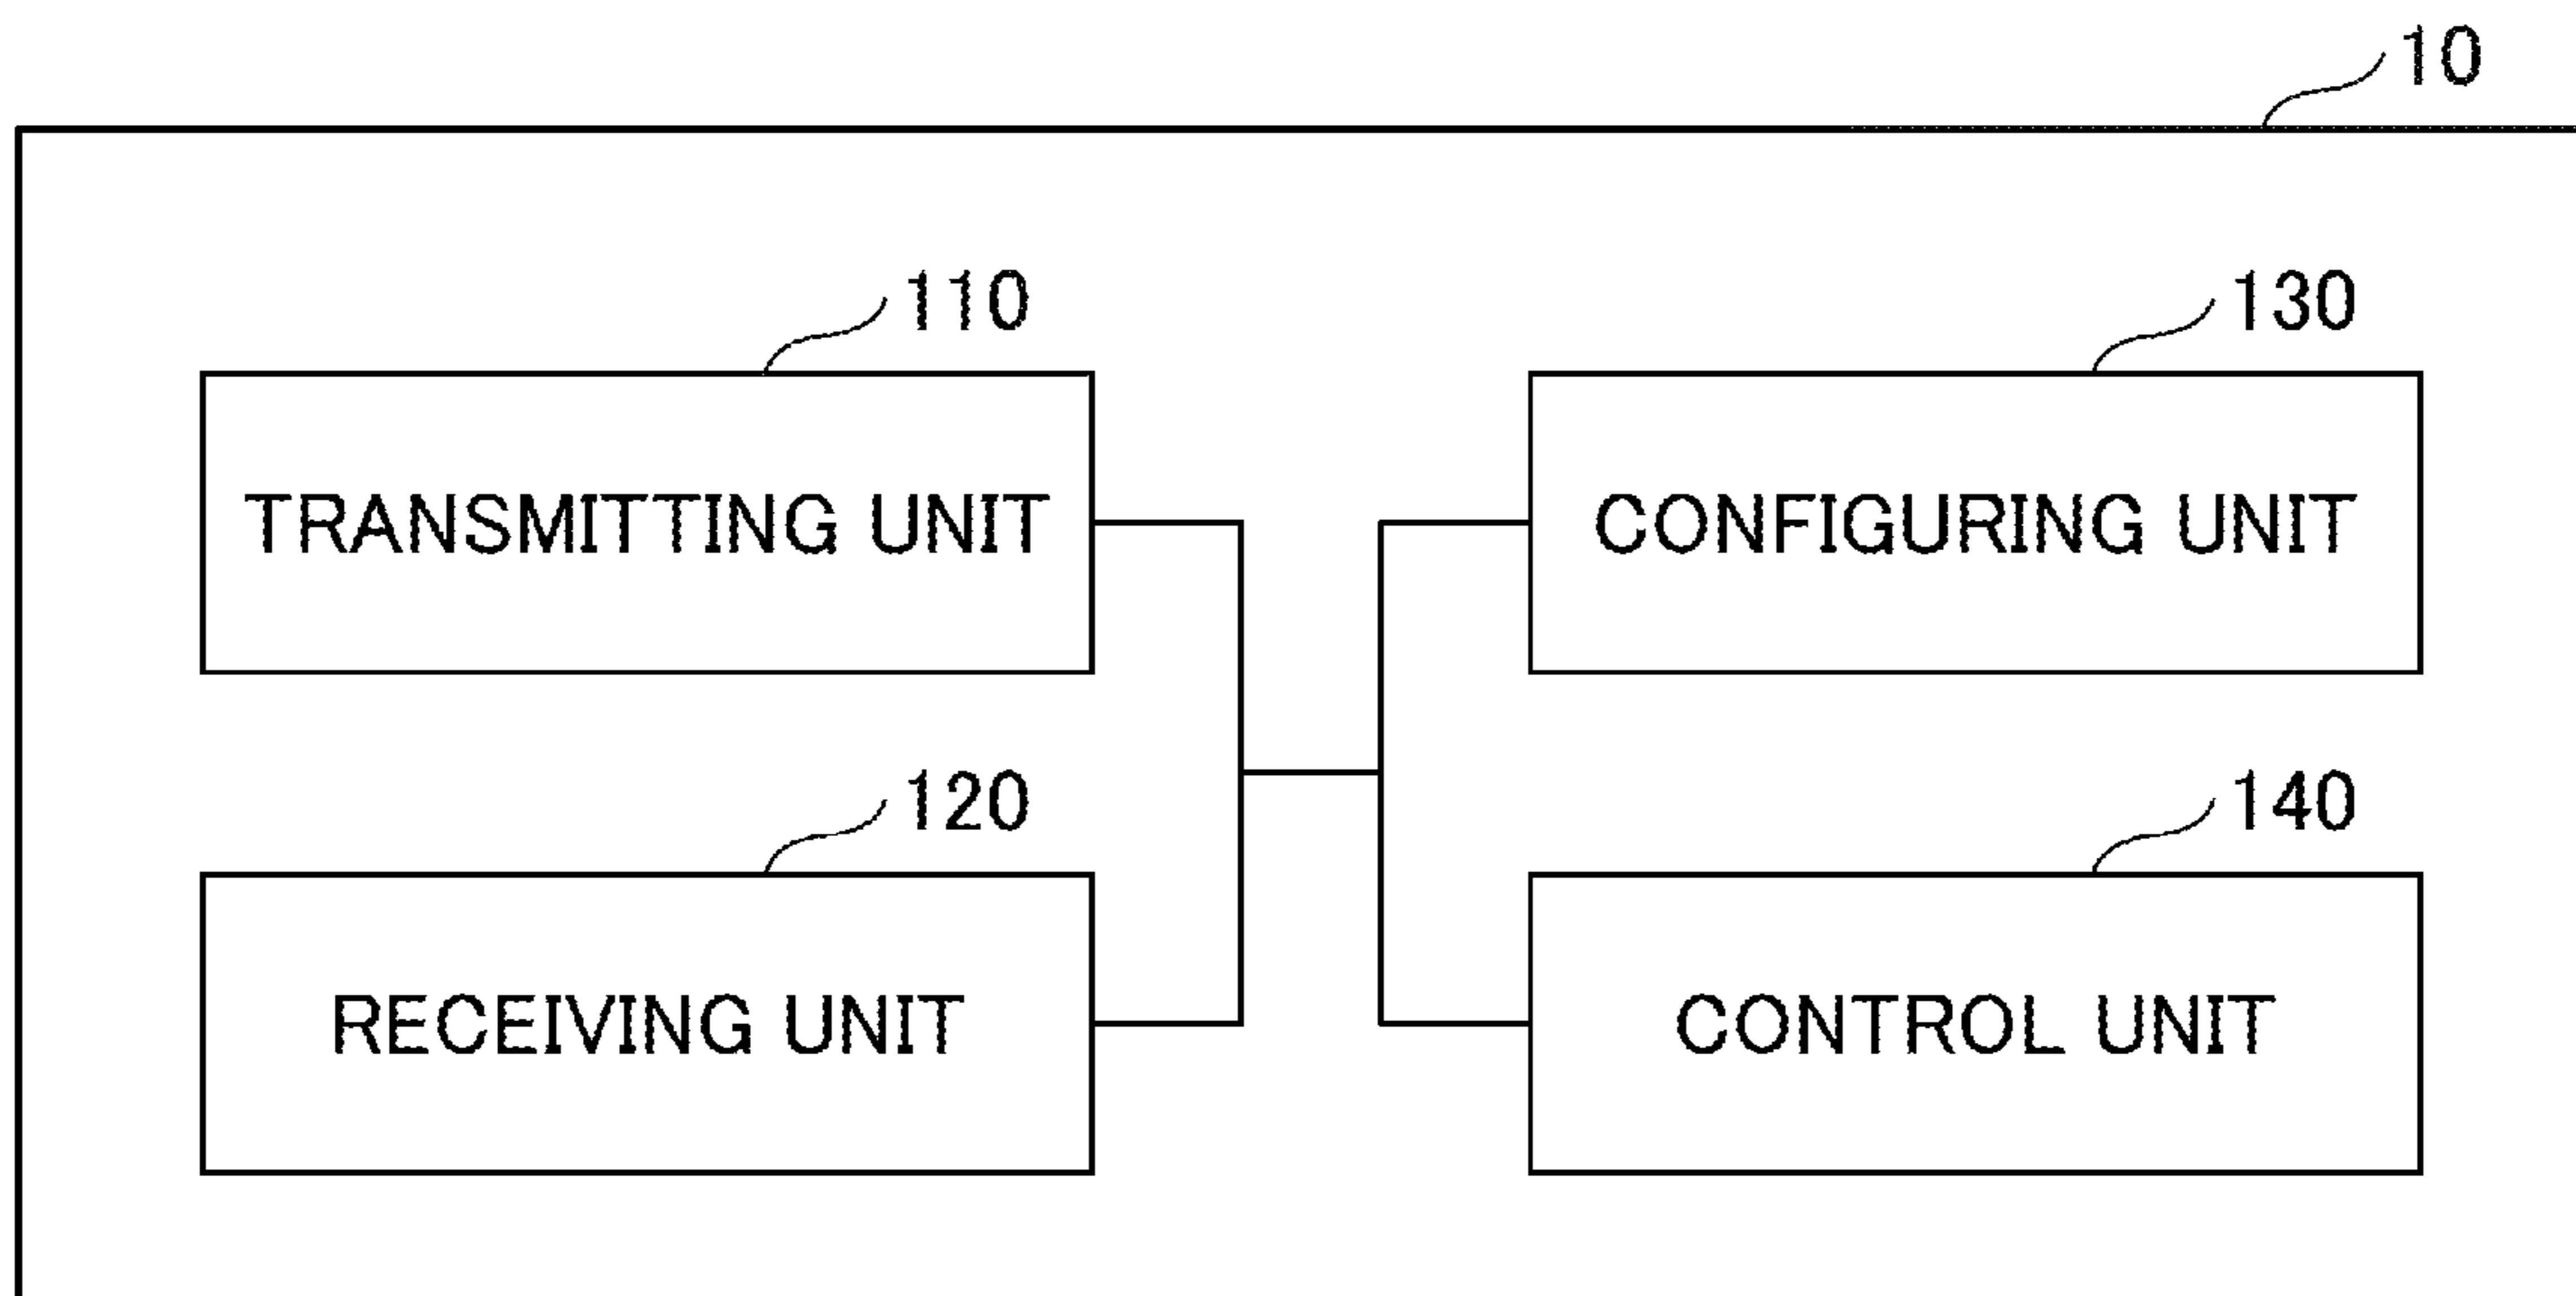 10
110
130
TRANSMITTING UNIT
CONFIGURING UNIT
120
140
RECEIVING UNIT
CONTROL UNIT